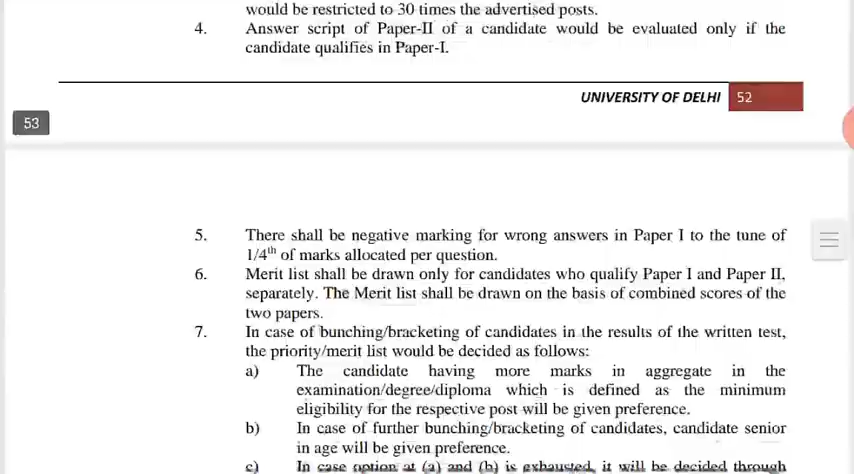 would be restricted to 30 times the advertised posts.
4. Answer script of Paper-II of a candidate would be evaluated only if the
candidate qualifies in Paper-I.
UNIVERSITY OF DELHI 52
53
5. There shall be negative marking for wrong answers in Paper I to the tune of
1/4th of marks allocated per question.
6. Merit list shall be drawn only for candidates who qualify Paper I and Paper II,
separately. The Merit list shall be drawn on the basis of combined scores of the
two papers.
7. In case of bunching/bracketing of candidates in the results of the written test,
the priority/merit list would be decided as follows:
a) The candidate having more marks in aggregate in the
examination/degree/diploma which is defined as the minimum
eligibility for the respective post will be given preference.
b) In case of further bunching/bracketing of candidates, candidate senior
in age will be given preference.
c) In case option at (a) and (b) is exhausted, it will be decided through